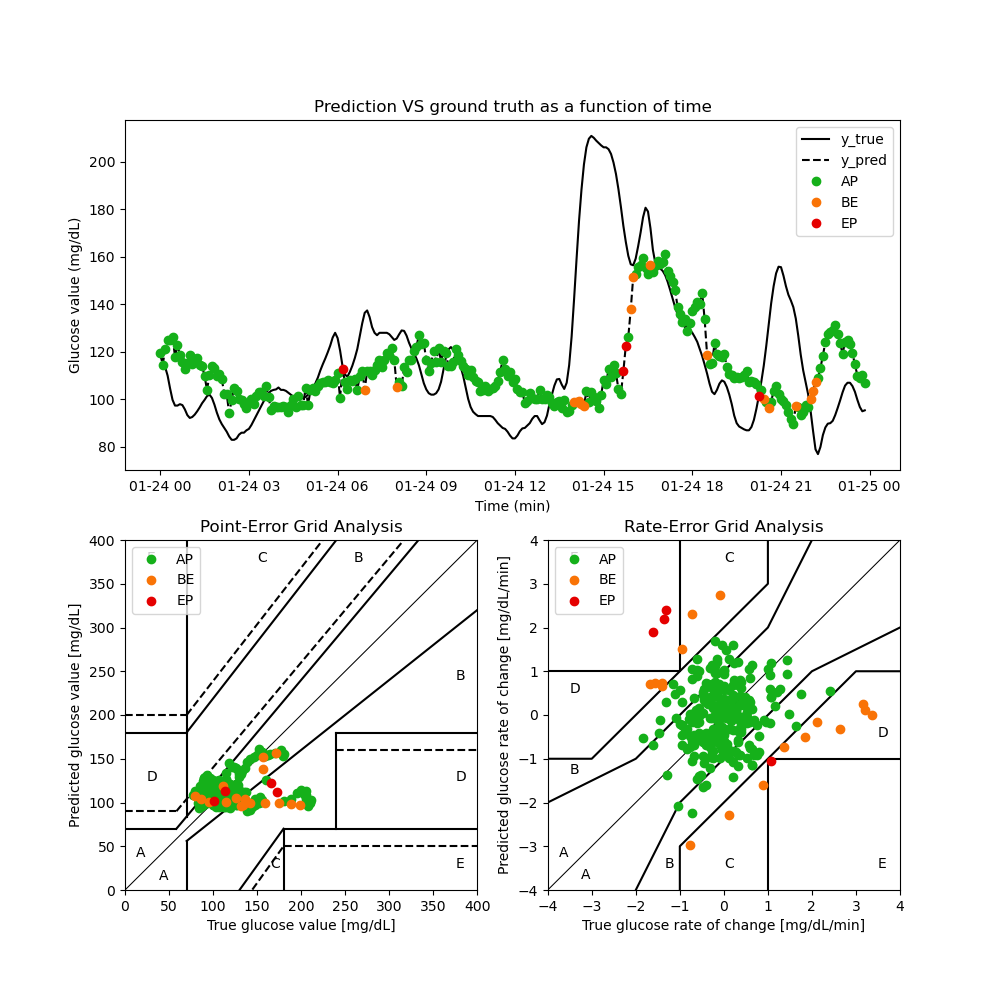 Prediction VS ground truth as a function of time
Glucose value (mg/dL)
200
180
160
140
120
100
80
y_true
y_pred
AP
BE
EP
01-24 00 01-24 03 01-24 06 01-24 09 01-24 12 01-24 15 01-24 18 01-24 21 01-25 00
Time (min)
Point-Error Grid Analysis
Predicted glucose value [mg/dL]
400
350
300
250
200
150
100
50
0
AP
BE
EP
C B
B
D D
A
A C E
0 50 100 150 200 250 300 350 400
True glucose value [mg/dL]
Rate-Error Grid Analysis
Predicted glucose rate of change [mg/dL/min]
4
3
2
1
0
−1
−2
−3
−4
AP
BE
EP
C
D
D
B
A
A B C E
−4 −3 −2 −1 0 1 2 3 4
True glucose rate of change [mg/dL/min]